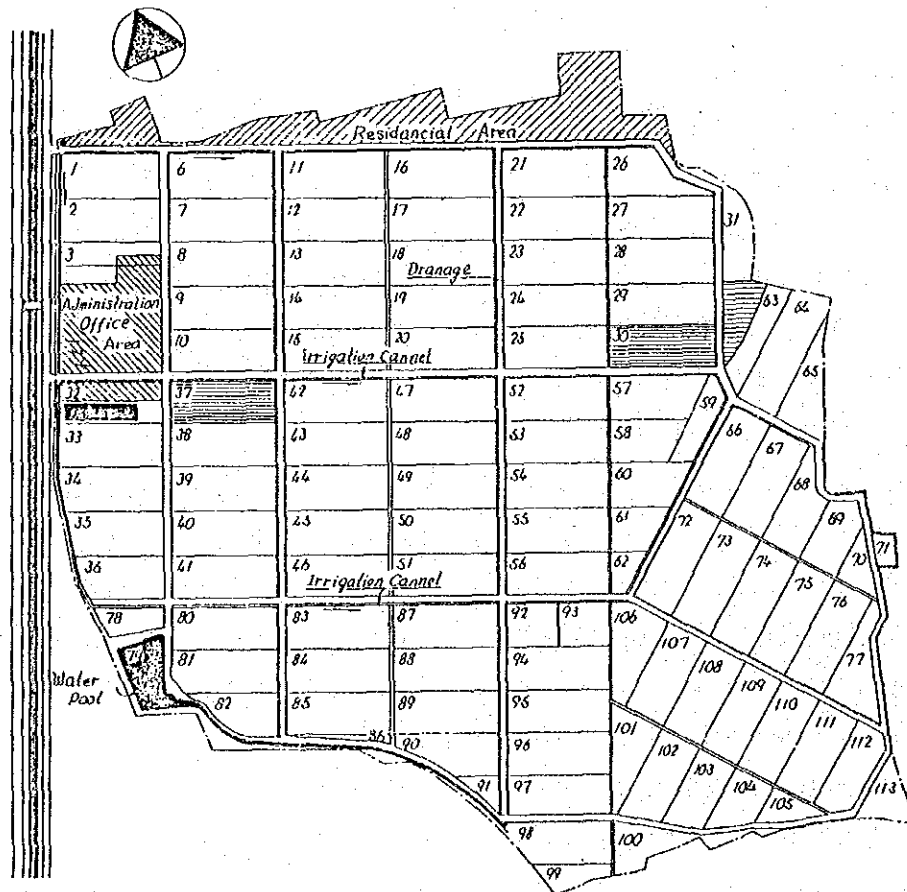 Residancial Area
1 6 11 16 21 26
2 7 12 17 22 27 31
3 8 13 18 23 28
Dranage
Administration
Office
Area
9 14 19 24 29 63 64
10 20 30 65
Irrigation Cannel
32 37 42 47 52 57 59
33 38 43 48 53 58 66 67
34 39 44 49 54 60 68
35 40 45 50 55 61 72 69
36 41 46 51 56 62 73 74 70 71
75 76
Irrigation Cannel
78 80 83 87 92 93 106 107
81 84 88 94 108 77
Water
Pool
82 85 89 109 110
101 111 112
86 90 96 102 103
91 97 104 105 113
98 100
99